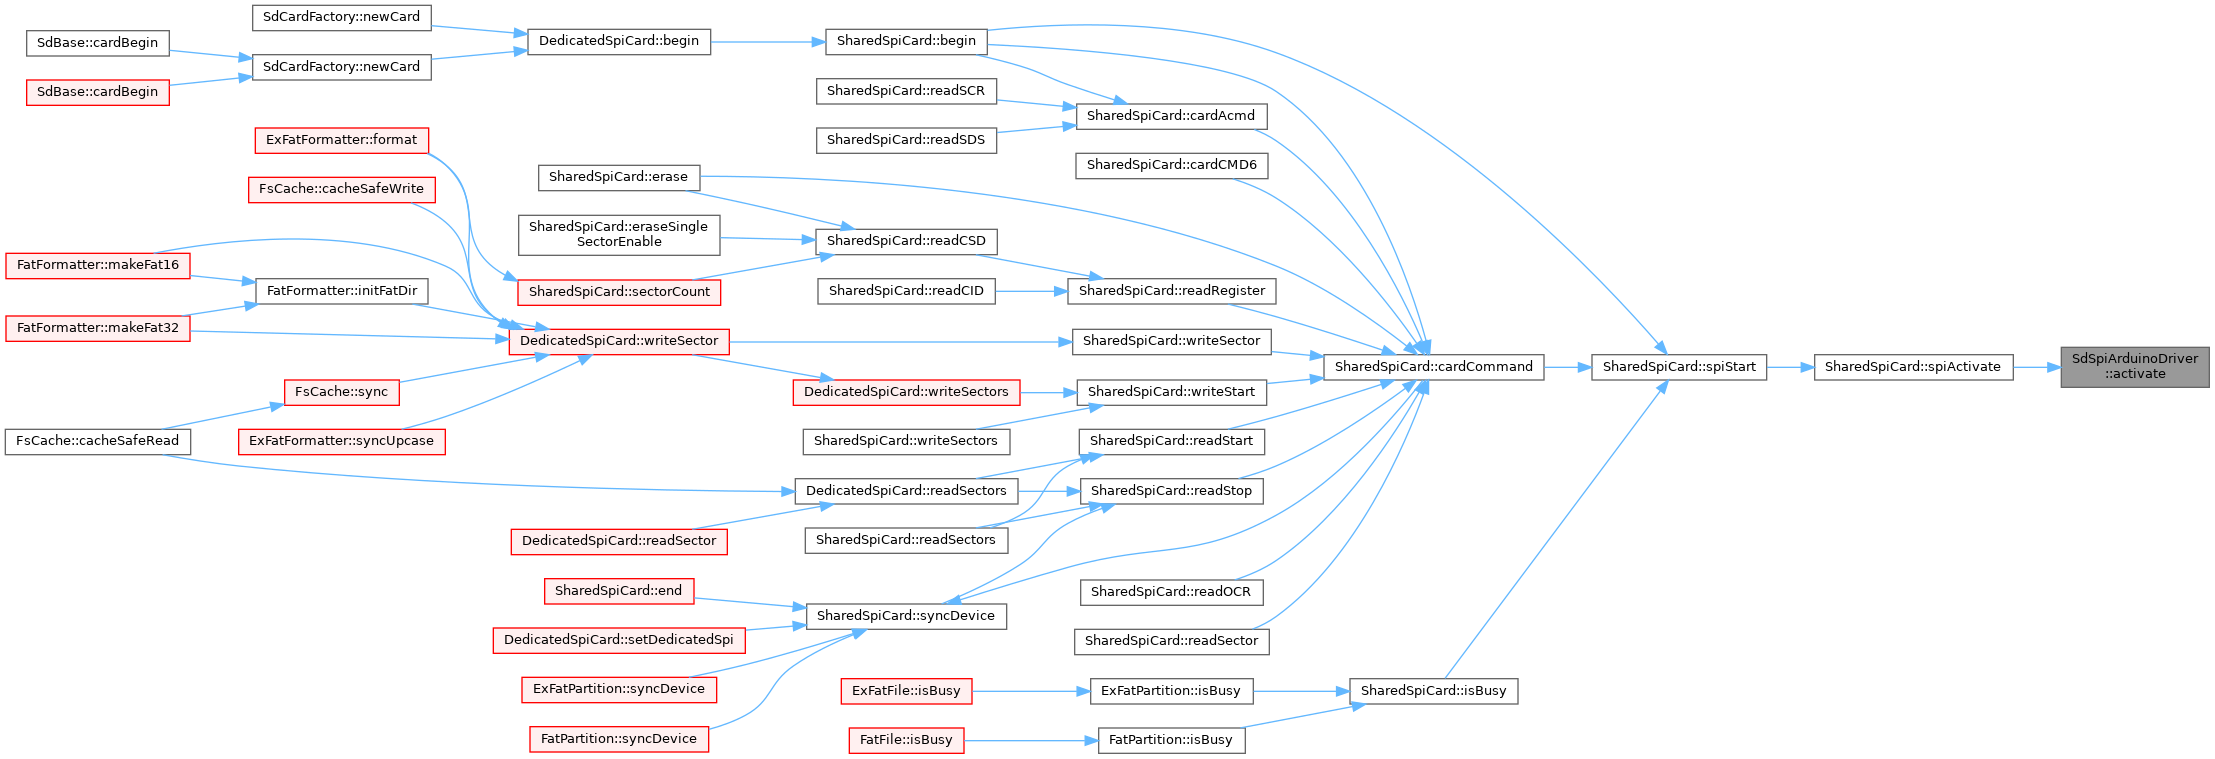 SdCardFactory::newCard
SdBase::cardBegin
DedicatedSpiCard::begin
SharedSpiCard::begin
SdCardFactory::newCard
SdBase::cardBegin
SharedSpiCard::readSCR
SharedSpiCard::cardAcmd
ExFatFormatter::format
SharedSpiCard::readSDS
SharedSpiCard::cardCMD6
SharedSpiCard::erase
FsCache::cacheSafeWrite
SharedSpiCard::eraseSingle
SectorEnable
SharedSpiCard::readCSD
FatFormatter::makeFat16
FatFormatter::initFatDir
SharedSpiCard::sectorCount
SharedSpiCard::readCID
SharedSpiCard::readRegister
FatFormatter::makeFat32
DedicatedSpiCard::writeSector
SharedSpiCard::writeSector
SharedSpiCard::cardCommand
SharedSpiCard::spiStart
SharedSpiCard::spiActivate
SdSpiArduinoDriver
::activate
FsCache::sync
DedicatedSpiCard::writeSectors
SharedSpiCard::writeStart
FsCache::cacheSafeRead
ExFatFormatter::syncUpcase
SharedSpiCard::writeSectors
SharedSpiCard::readStart
DedicatedSpiCard::readSectors
SharedSpiCard::readStop
DedicatedSpiCard::readSector
SharedSpiCard::readSectors
SharedSpiCard::end
SharedSpiCard::readOCR
SharedSpiCard::syncDevice
DedicatedSpiCard::setDedicatedSpi
SharedSpiCard::readSector
ExFatPartition::syncDevice
ExFatFile::isBusy
ExFatPartition::isBusy
SharedSpiCard::isBusy
FatPartition::syncDevice
FatFile::isBusy
FatPartition::isBusy